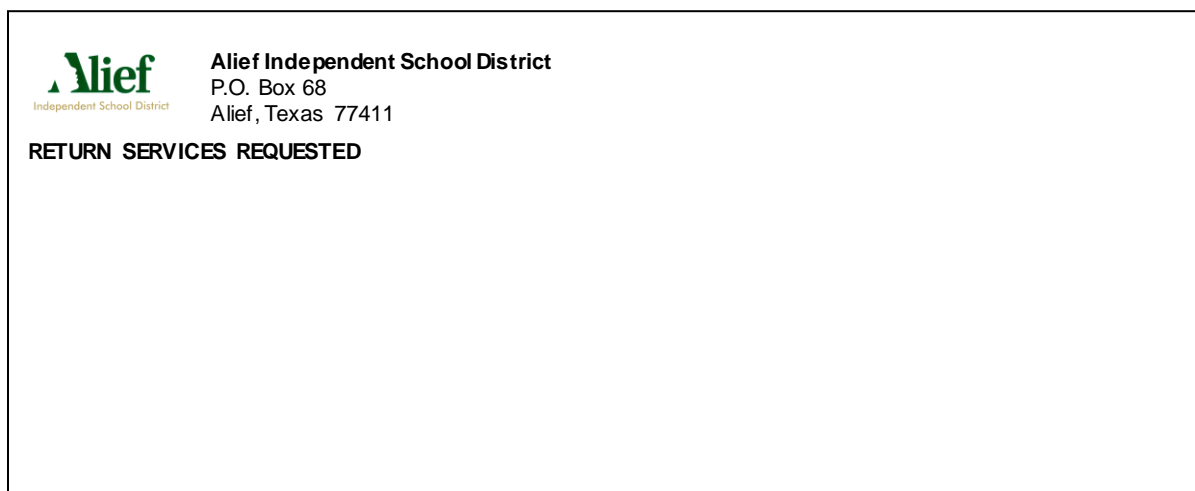 Alief
Independent School District
Alief Independent School District
P.O. Box 68
Alief, Texas 77411
RETURN SERVICES REQUESTED